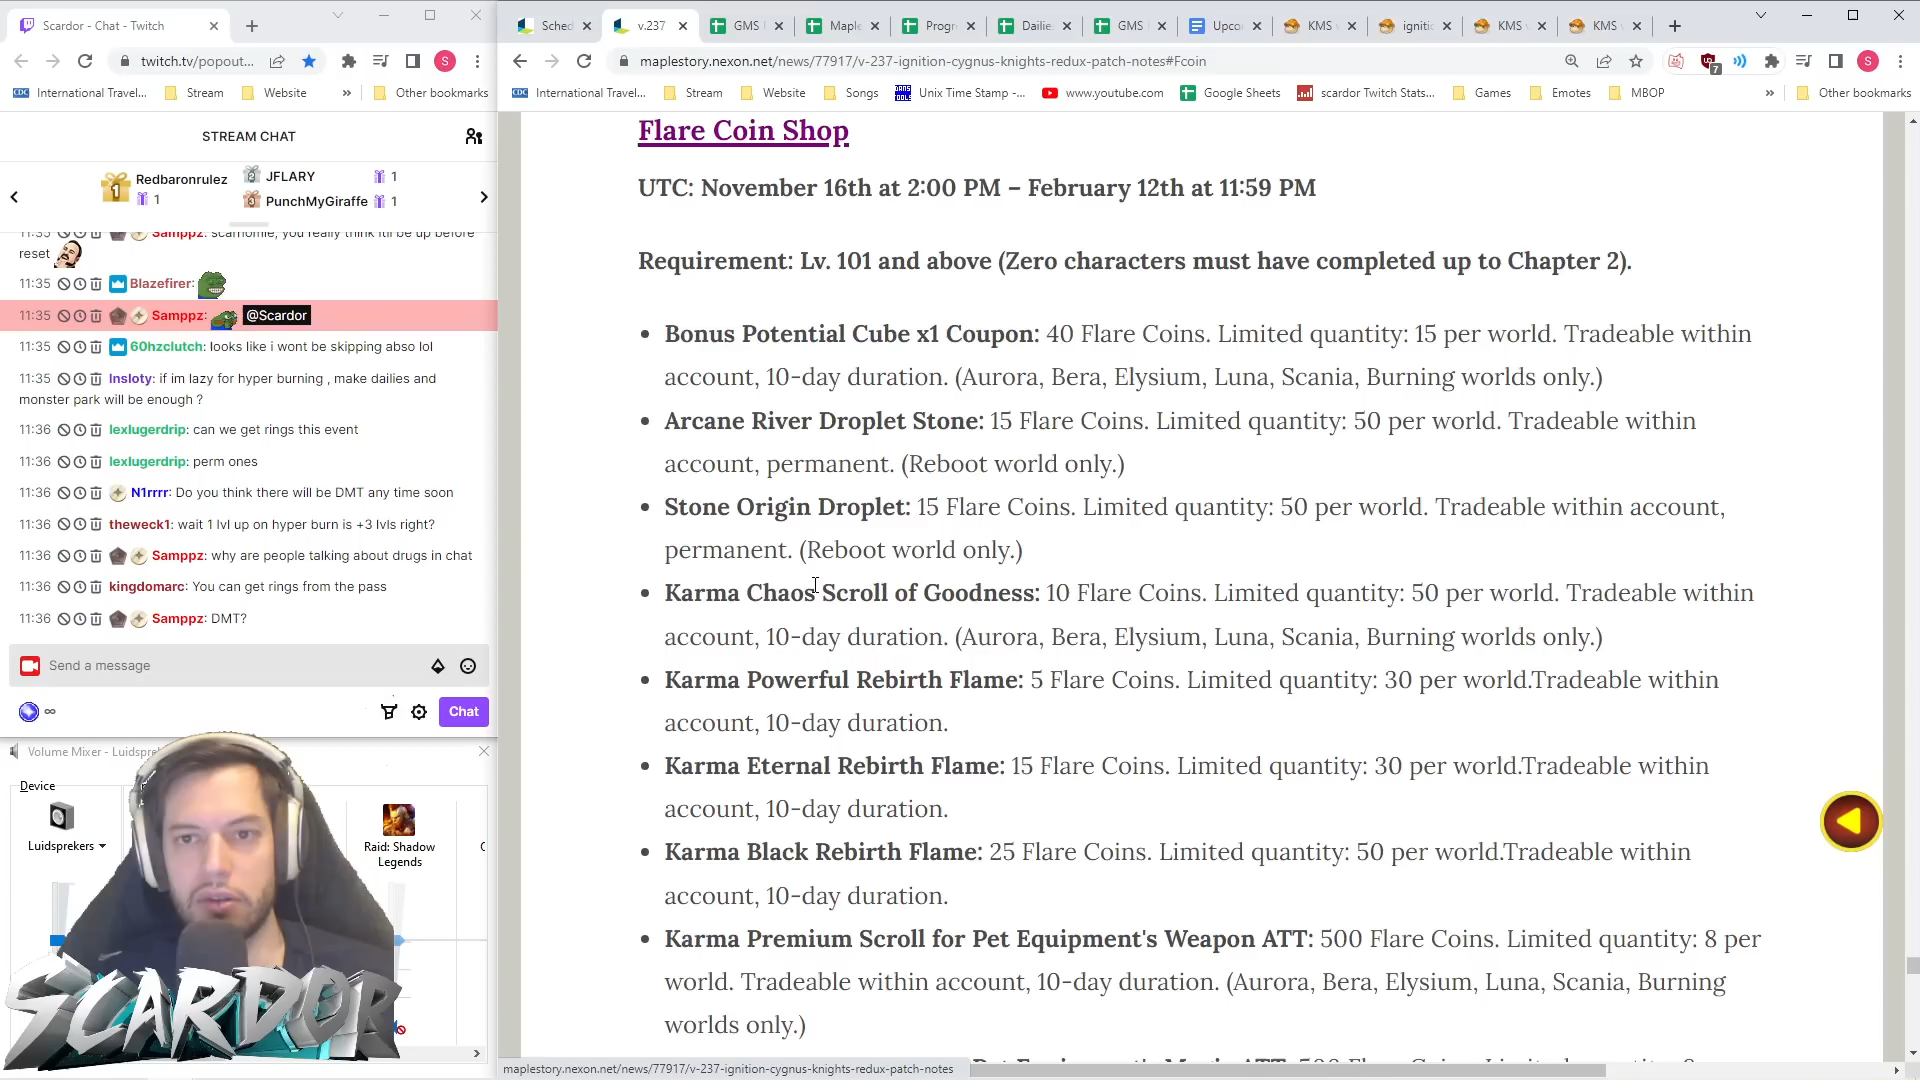 Scardor - Chat - Twitch
twitch.tv/popout...
International Travel...
Stream
Website
Other bookmarks
STREAM CHAT
1
Redbaronrulez
1
2
JFLARY
1
3
PunchMyGiraffe
1
reset
11:35 Blazefirer:
11:35 Samppz: @Scardor
11:35 60hzclutch: looks like i wont be skipping abso lol
11:35 Insloty: if im lazy for hyper burning , make dailies and
monster park will be enough ?
11:36 lexlugerdrip: can we get rings this event
11:36 lexlugerdrip: perm ones
11:36 N1rrrr: Do you think there will be DMT any time soon
11:36 theweck1: wait 1 lvl up on hyper burn is +3 lvls right?
11:36 Samppz: why are people talking about drugs in chat
11:36 kingdomarc: You can get rings from the pass
11:36 Samppz: DMT?
Send a message
∞
Chat
Volume Mixer - Luidspre
Device
Luidsprekers
Raid: Shadow
Legends
SCARDOR
Sched
v.237
GMS
Maple
Progr
Dailie
GMS
Upco
KMS
igniti
KMS
KMS
maplestory.nexon.net/news/77917/v-237-ignition-cygnus-knights-redux-patch-notes#Fcoin
S
7
S
International Travel...
Stream
Website
Songs
Unix Time Stamp -...
www.youtube.com
Google Sheets
scardor Twitch Stats...
Games
Emotes
MBOP
Other bookmarks
Flare Coin Shop
UTC: November 16th at 2:00 PM – February 12th at 11:59 PM
Requirement: Lv. 101 and above (Zero characters must have completed up to Chapter 2).
• Bonus Potential Cube x1 Coupon: 40 Flare Coins. Limited quantity: 15 per world. Tradeable within
account, 10-day duration. (Aurora, Bera, Elysium, Luna, Scania, Burning worlds only.)
• Arcane River Droplet Stone: 15 Flare Coins. Limited quantity: 50 per world. Tradeable within
account, permanent. (Reboot world only.)
• Stone Origin Droplet: 15 Flare Coins. Limited quantity: 50 per world. Tradeable within account,
permanent. (Reboot world only.)
• Karma Chaos Scroll of Goodness: 10 Flare Coins. Limited quantity: 50 per world. Tradeable within
account, 10-day duration. (Aurora, Bera, Elysium, Luna, Scania, Burning worlds only.)
• Karma Powerful Rebirth Flame: 5 Flare Coins. Limited quantity: 30 per world.Tradeable within
account, 10-day duration.
• Karma Eternal Rebirth Flame: 15 Flare Coins. Limited quantity: 30 per world.Tradeable within
account, 10-day duration.
• Karma Black Rebirth Flame: 25 Flare Coins. Limited quantity: 50 per world.Tradeable within
account, 10-day duration.
• Karma Premium Scroll for Pet Equipment's Weapon ATT: 500 Flare Coins. Limited quantity: 8 per
world. Tradeable within account, 10-day duration. (Aurora, Bera, Elysium, Luna, Scania, Burning
worlds only.)
maplestory.nexon.net/news/77917/v-237-ignition-cygnus-knights-redux-patch-notes